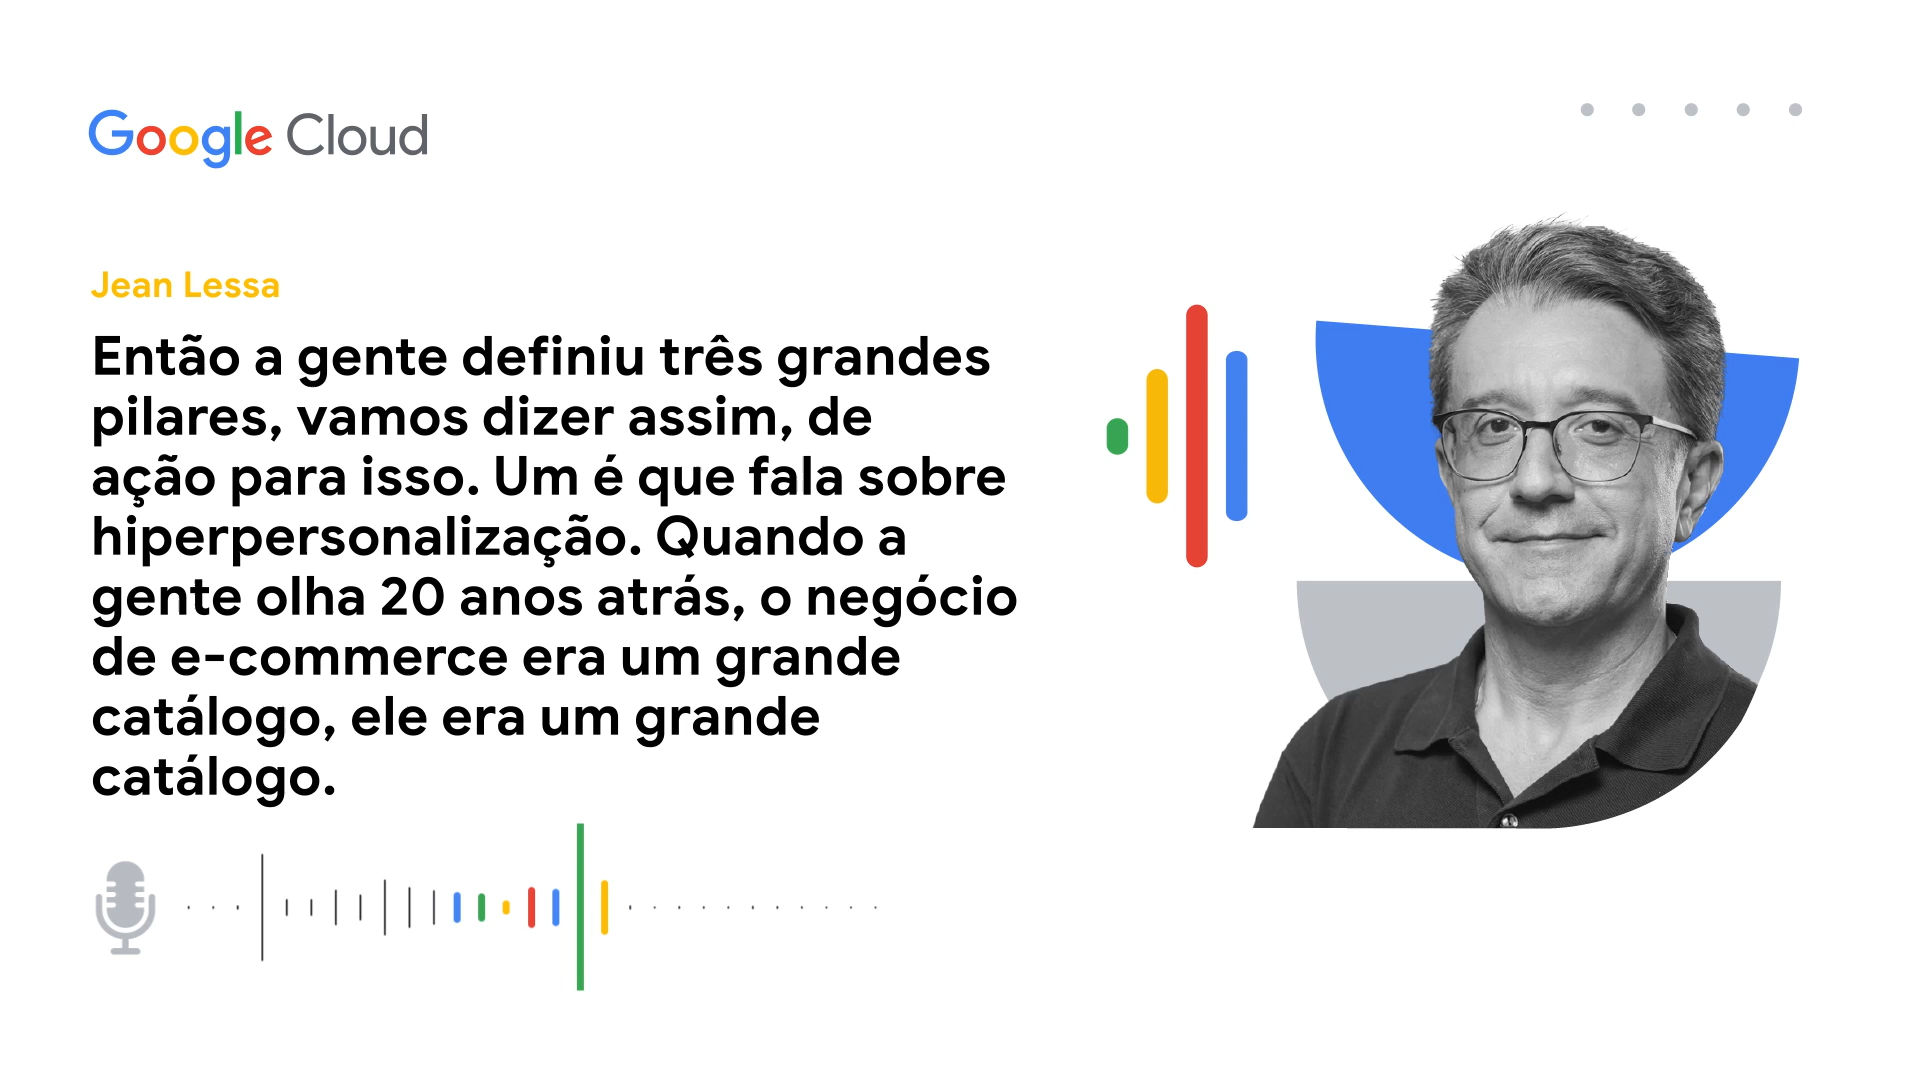 Google Cloud
Jean Lessa
Então a gente definiu três grandes
pilares, vamos dizer assim, de
ação para isso. Um é que fala sobre
hiperpersonalização. Quando a
gente olha 20 anos atrás, o negócio
de e-commerce era um grande
catálogo, ele era um grande
catálogo.